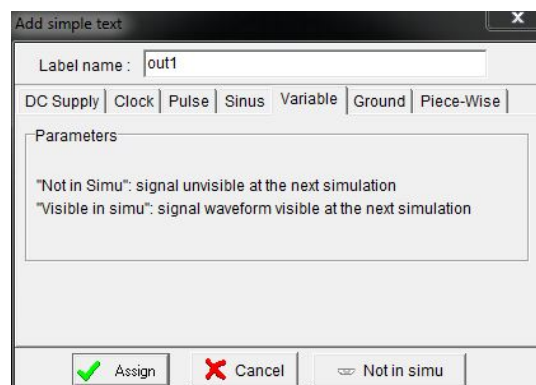 Add simple text
x
Label name : out1
DC Supply Clock Pulse Sinus Variable Ground Piece-Wise
Parameters
"Not in Simu": signal unvisible at the next simulation
"Visible in simu": signal waveform visible at the next simulation
Assign Cancel Not in simu